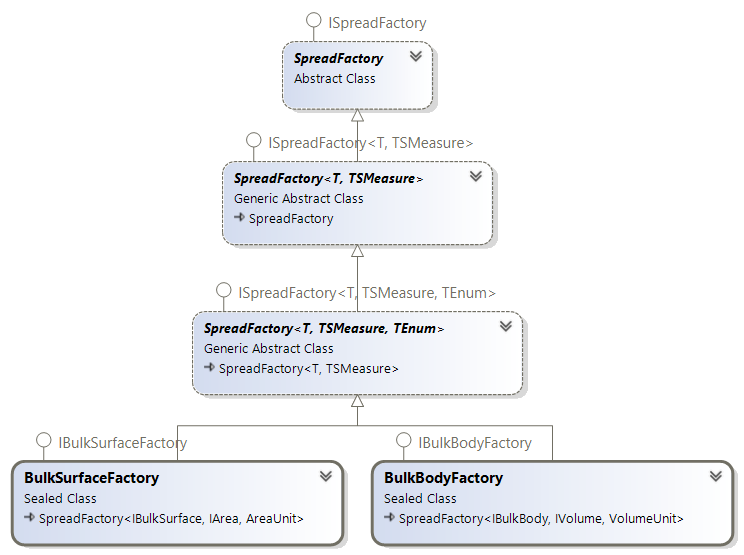 ISpreadFactory
SpreadFactory
Abstract Class
ISpreadFactory<T, TSMeasure>
SpreadFactory<T, TSMeasure>
Generic Abstract Class
SpreadFactory
ISpreadFactory<T, TSMeasure, TEnum>
SpreadFactory<T, TSMeasure, TEnum>
Generic Abstract Class
SpreadFactory<T, TSMeasure>
IBulkSurfaceFactory
BulkSurfaceFactory
Sealed Class
SpreadFactory<IBulkSurface, IArea, AreaUnit>
IBulkBodyFactory
BulkBodyFactory
Sealed Class
SpreadFactory<IBulkBody, IVolume, VolumeUnit>